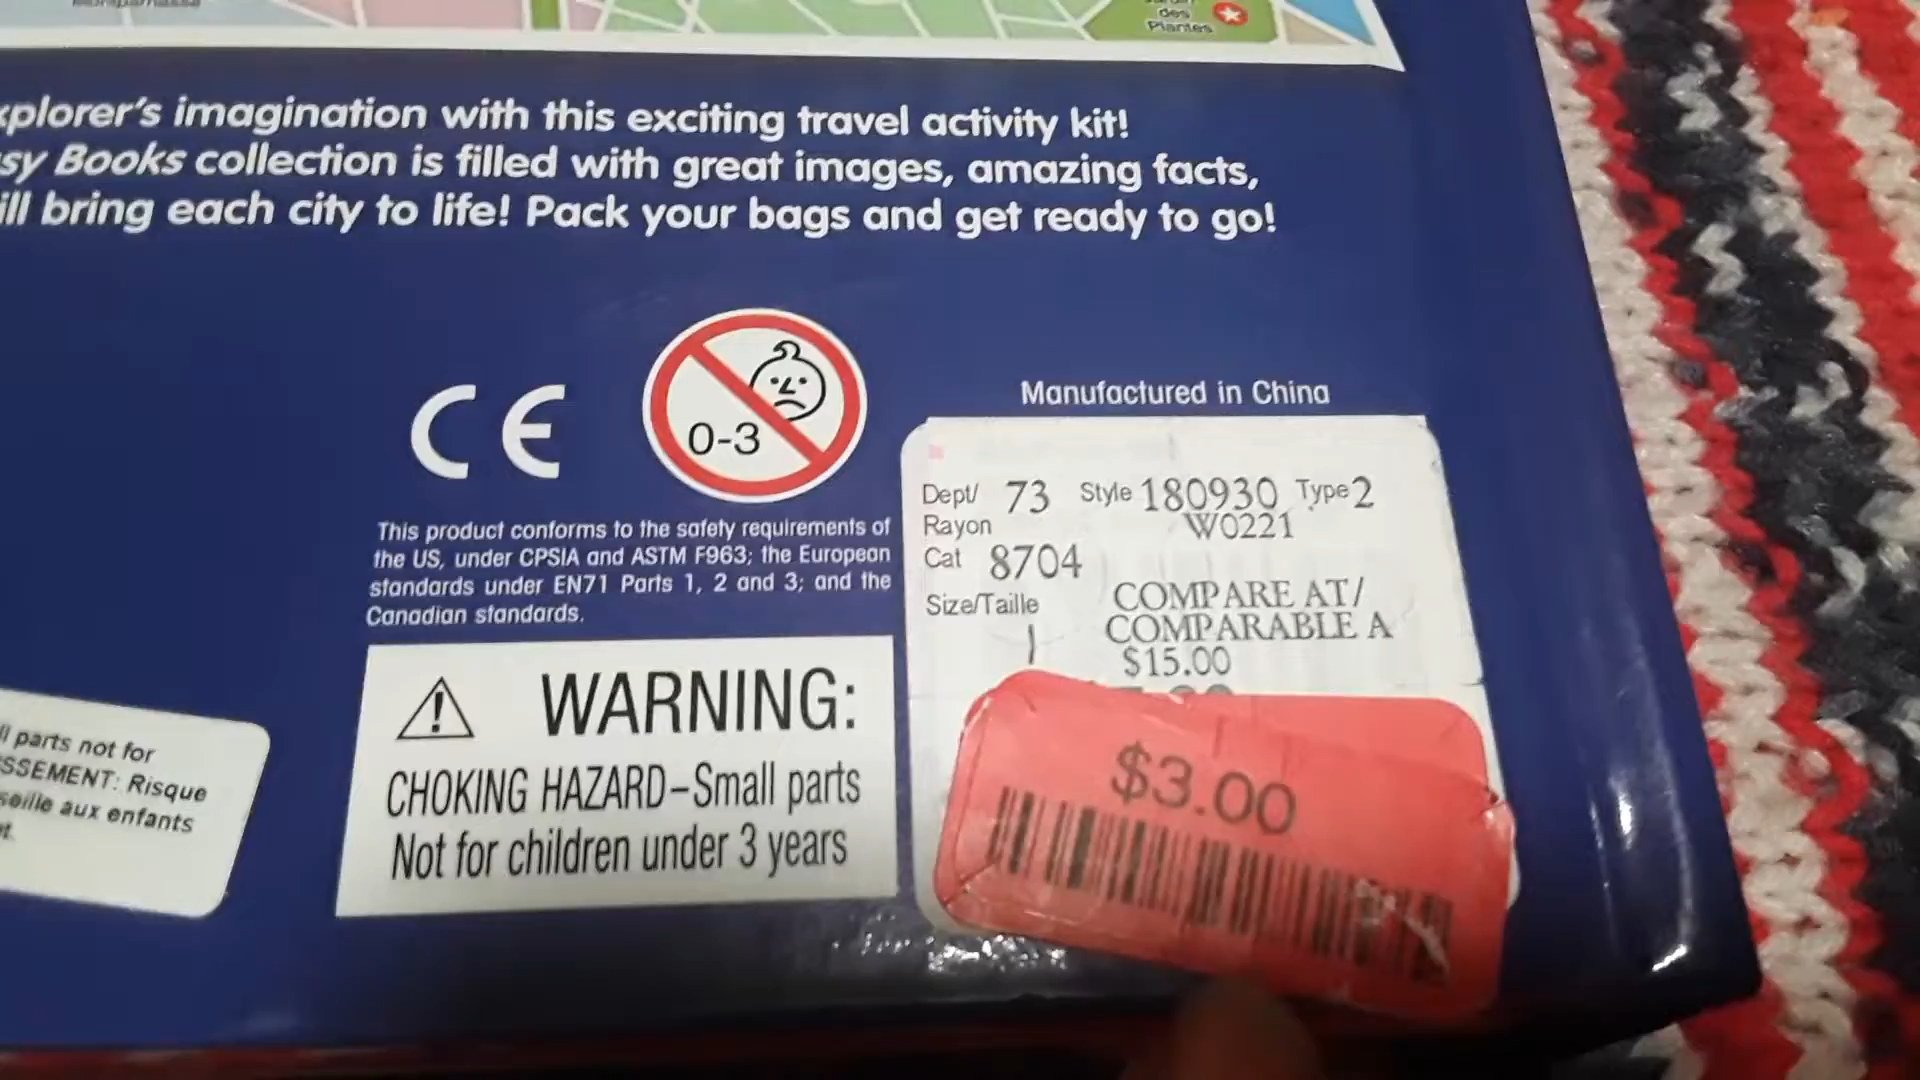 des
Plantes
xplorer's imagination with this exciting travel activity kit!
sy Books collection is filled with great images, amazing facts,
ill bring each city to life! Pack your bags and get ready to go!
CE
0-3
Manufactured in China
This product conforms to the safety requirements of
the US, under CPSIA and ASTM F963; the European
standards under EN71 Parts 1, 2 and 3; and the
Canadian standards.
Dept/ 73 Style 180930 Type 2
Rayon W0221
Cat 8704
Size/Taille
COMPARE AT/
COMPARABLE A
$15.00
$3.00
WARNING:
CHOKING HAZARD-Small parts
Not for children under 3 years
ll parts not for
SSEMENT: Risque
seille aux enfants